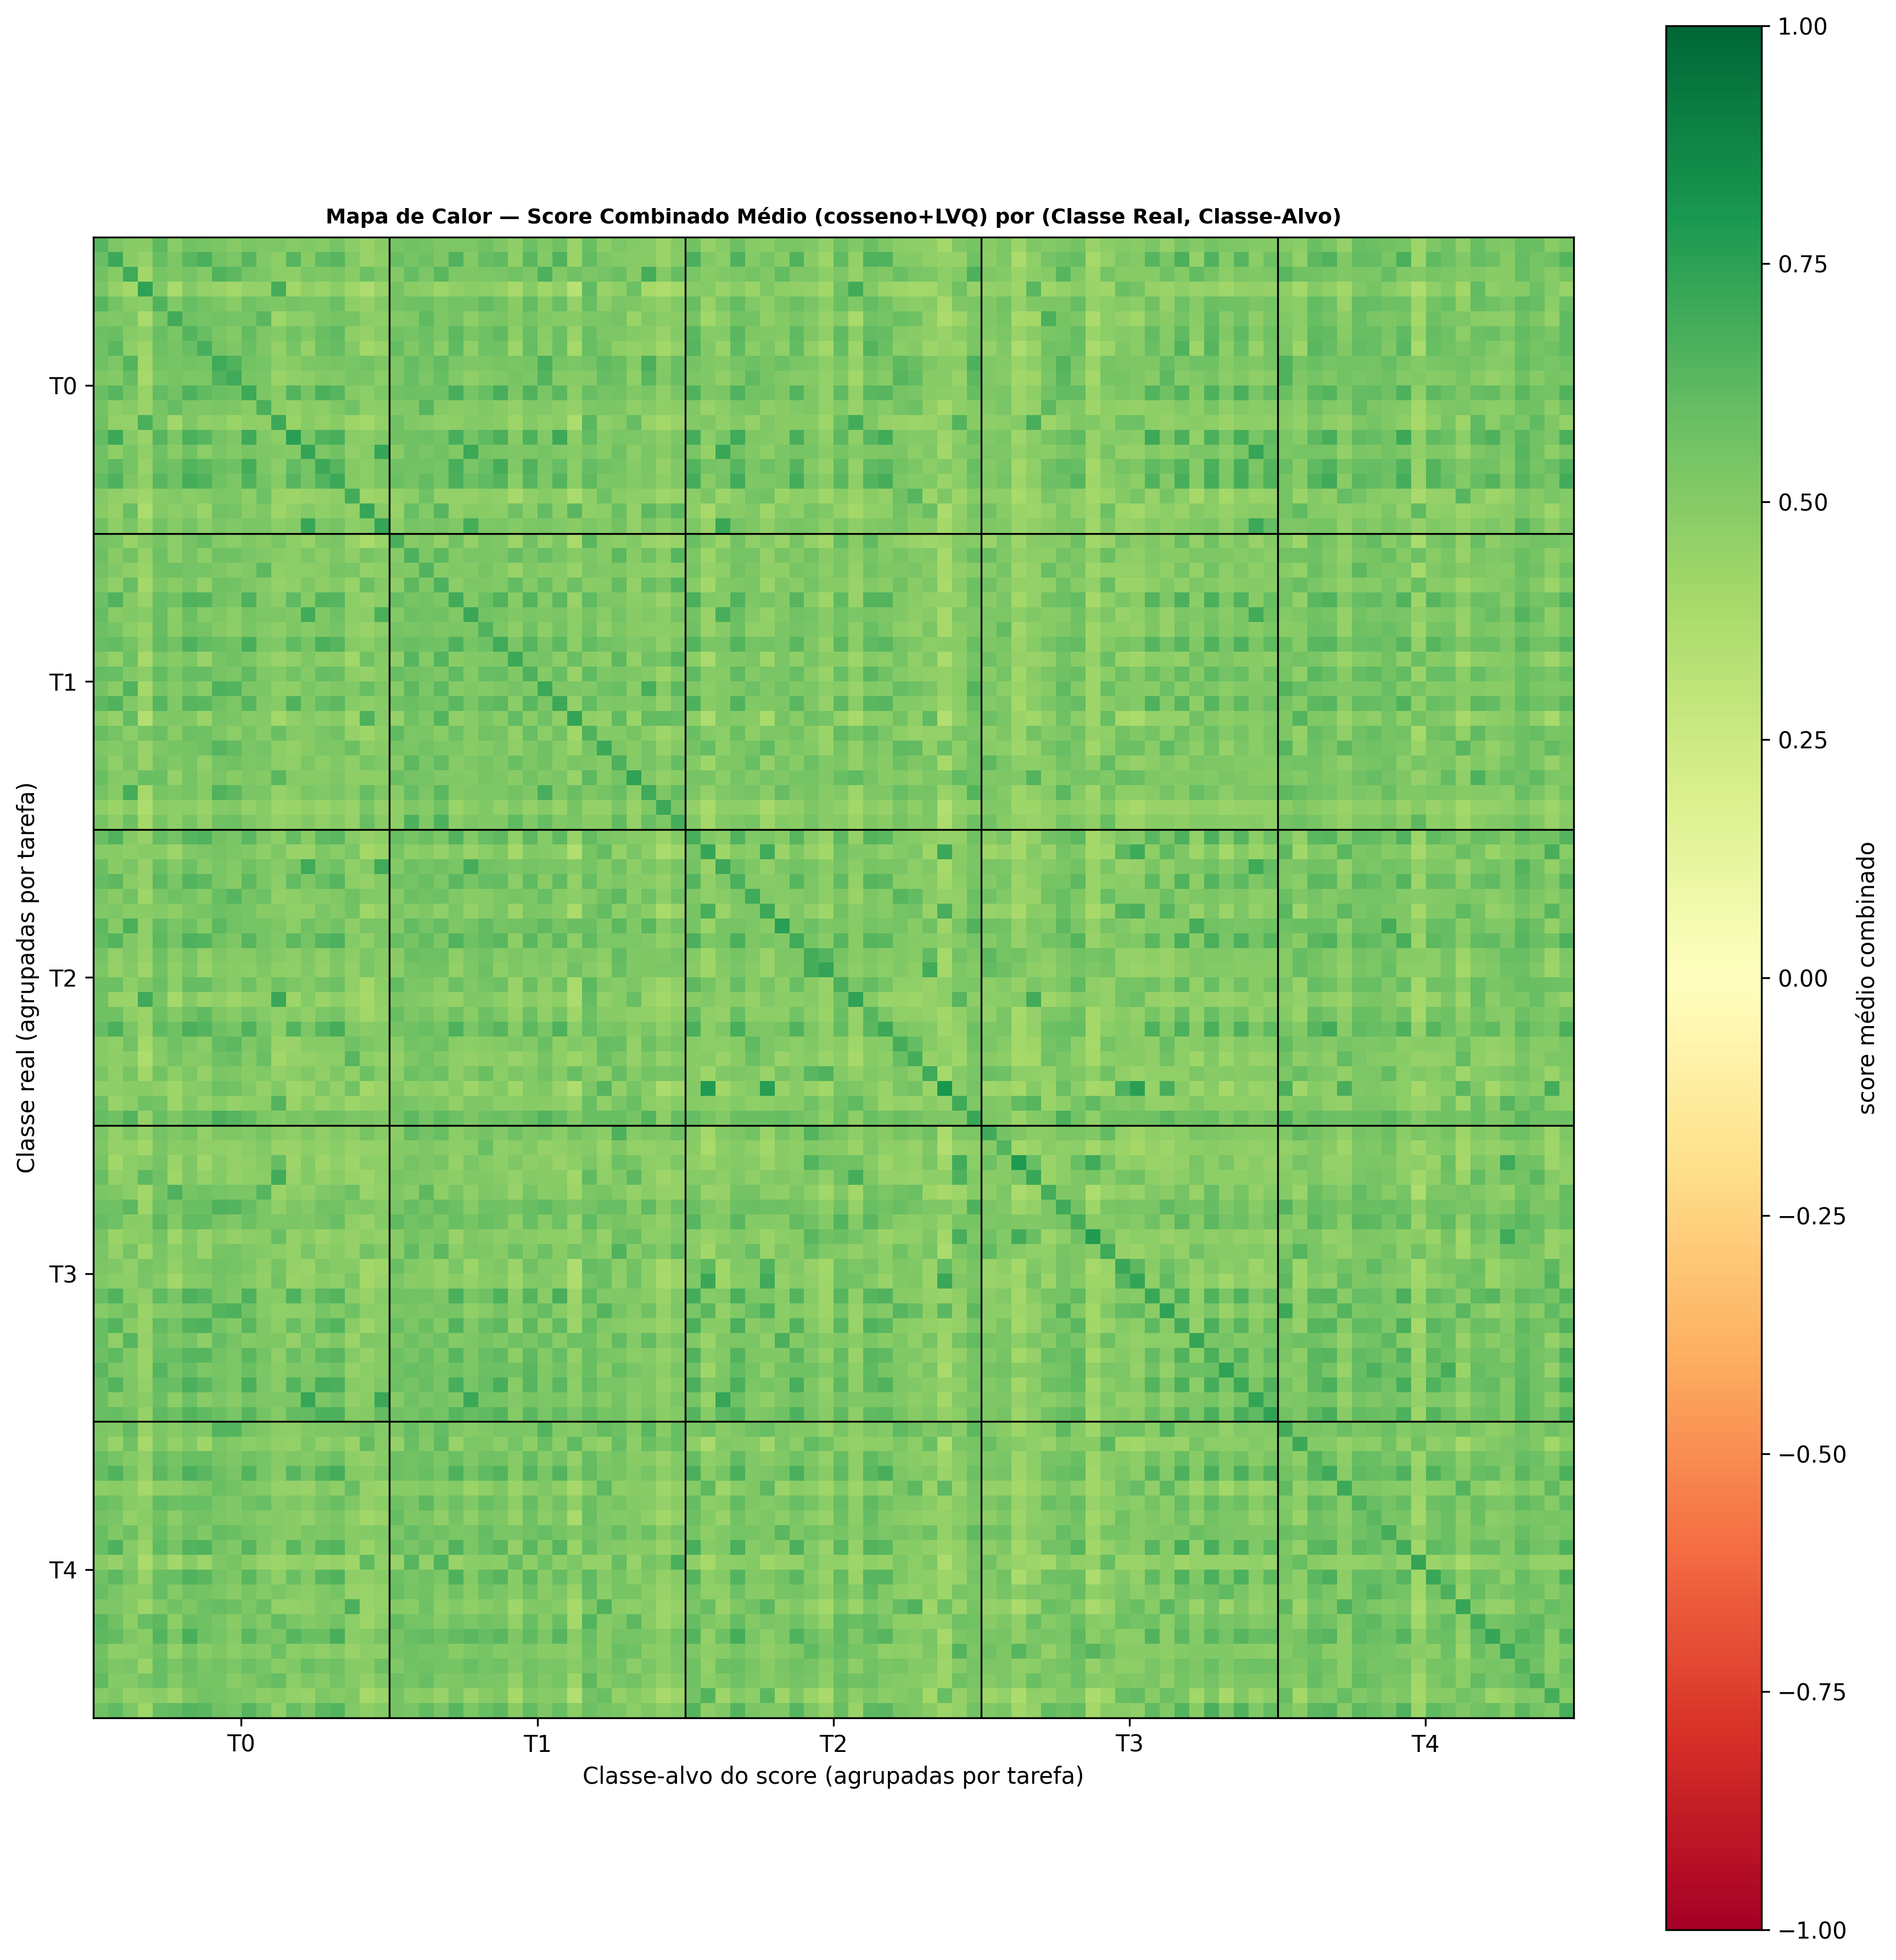 Mapa de Calor — Score Combinado Médio (cosseno+LVQ) por (Classe Real, Classe-Alvo)
Classe real (agrupadas por tarefa)
T0
T1
T2
T3
T4
T0 T1 T2 T3 T4
Classe-alvo do score (agrupadas por tarefa)
1.00
0.75
0.50
0.25
0.00
−0.25
−0.50
−0.75
−1.00
score médio combinado